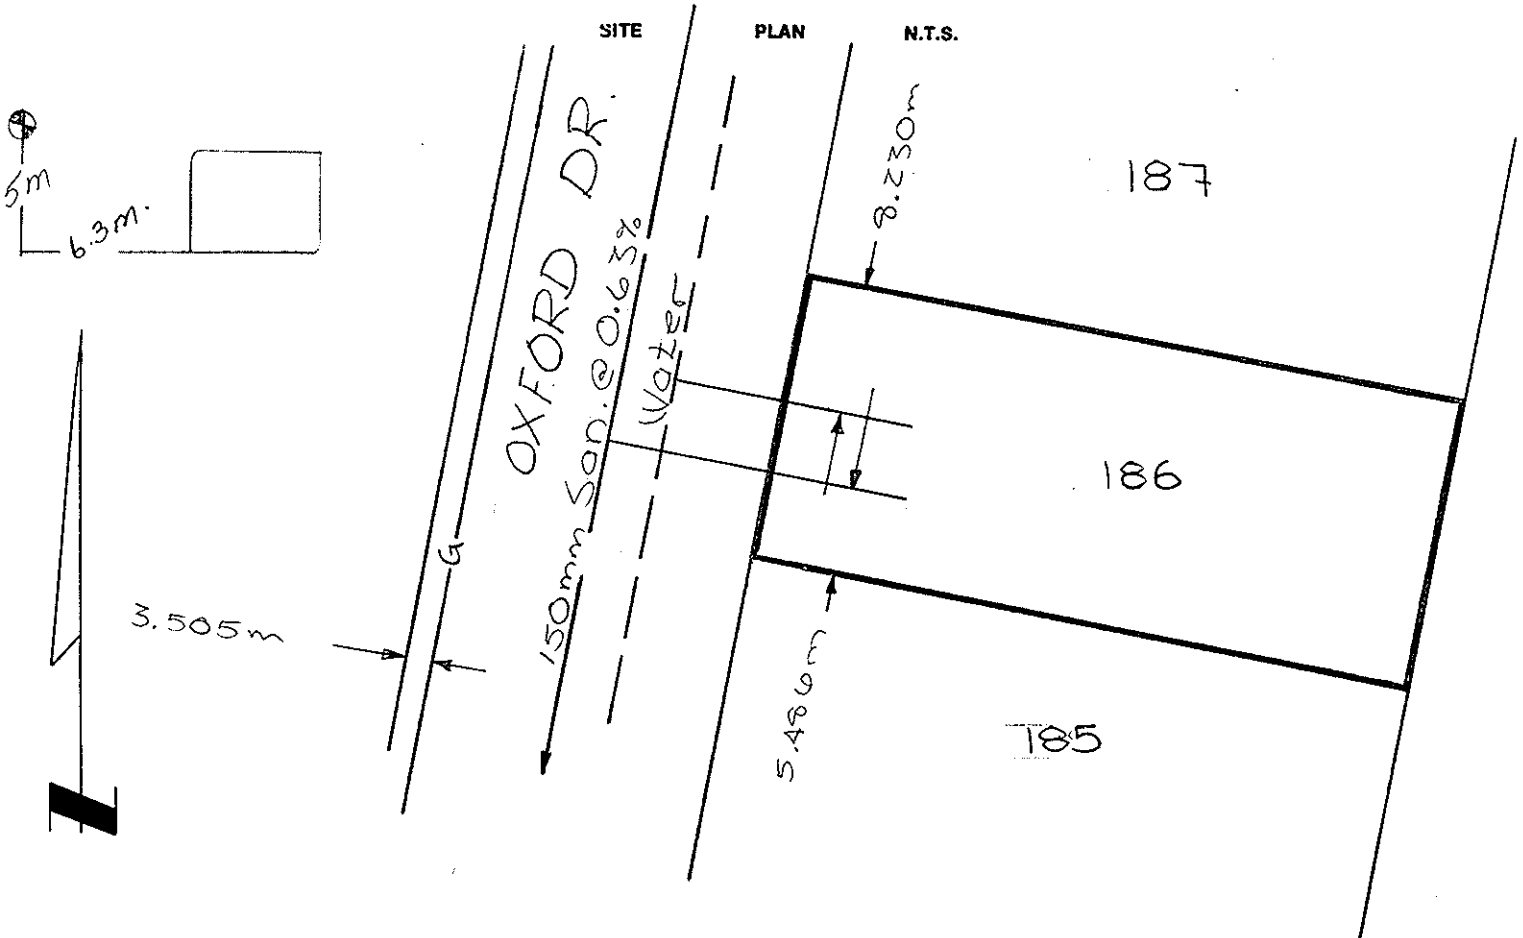 SITE PLAN N.T.S.
5m
6.3m.
OXFORD DR.
150mm San. @ 0.63%
Water
G
3.505m
8.230m
187
186
5.486m
185
N